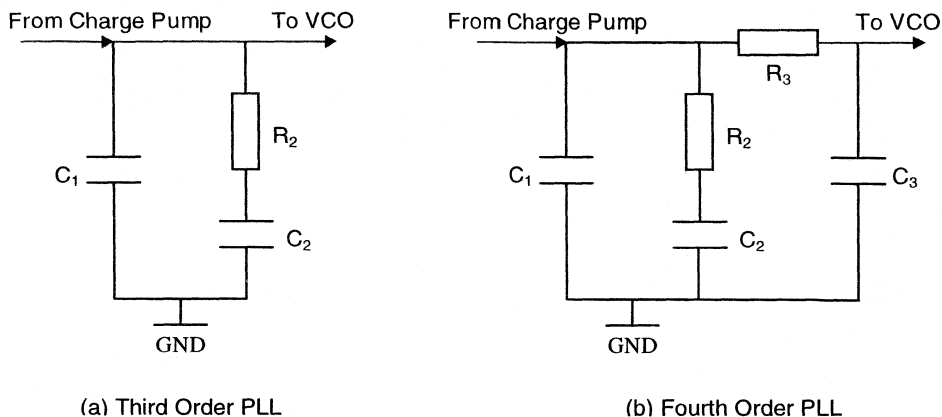 From Charge Pump To VCO
R2
C1
C2
GND
(a) Third Order PLL
From Charge Pump To VCO
R3
R2
C1
C3
C2
GND
(b) Fourth Order PLL